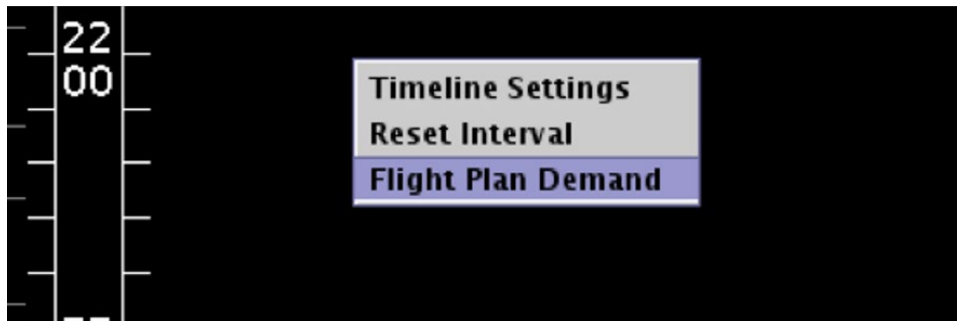 22
00
Timeline Settings
Reset Interval
Flight Plan Demand